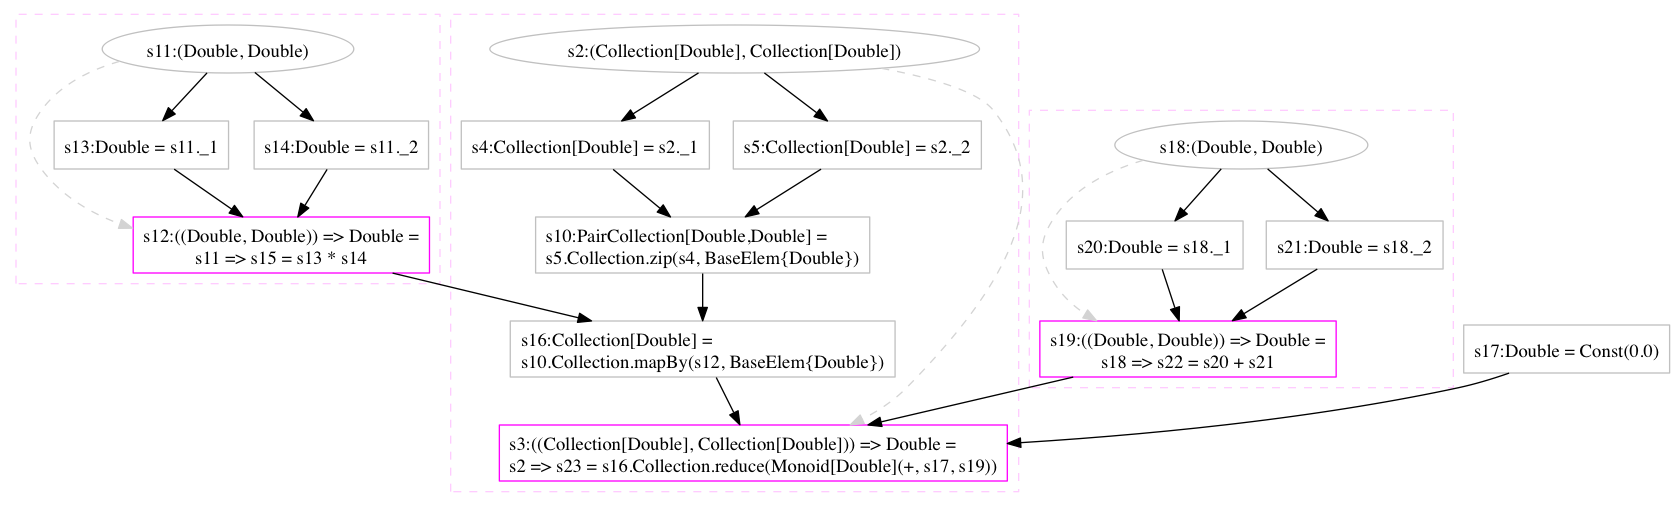 s11:(Double, Double)
s13:Double = s11._1
s14:Double = s11._2
s12:((Double, Double)) => Double =
s11 => s15 = s13 * s14
s2:(Collection[Double], Collection[Double])
s4:Collection[Double] = s2._1
s5:Collection[Double] = s2._2
s10:PairCollection[Double,Double] =
s5.Collection.zip(s4, BaseElem{Double})
s16:Collection[Double] =
s10.Collection.mapBy(s12, BaseElem{Double})
s18:(Double, Double)
s20:Double = s18._1
s21:Double = s18._2
s19:((Double, Double)) => Double =
s18 => s22 = s20 + s21
s17:Double = Const(0.0)
s3:((Collection[Double], Collection[Double])) => Double =
s2 => s23 = s16.Collection.reduce(Monoid[Double](+, s17, s19))